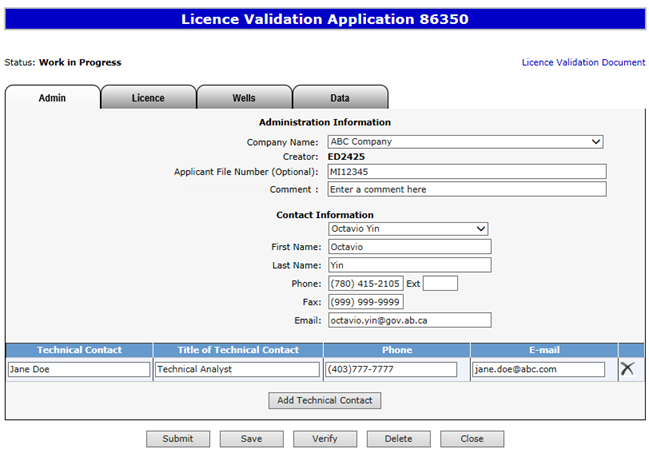 Licence Validation Application 86350
Status: Work in Progress Licence Validation Document
Admin Licence Wells Data
Administration Information
Company Name: ABC Company
Creator: ED2425
Applicant File Number (Optional): MI12345
Comment : Enter a comment here
Contact Information
Octavio Yin
First Name: Octavio
Last Name: Yin
Phone: (780) 415-2105 Ext
Fax: (999) 999-9999
Email: octavio.yin@gov.ab.ca
Technical Contact Title of Technical Contact Phone E-mail
Jane Doe Technical Analyst (403)777-7777 jane.doe@abc.com
Add Technical Contact
Submit Save Verify Delete Close